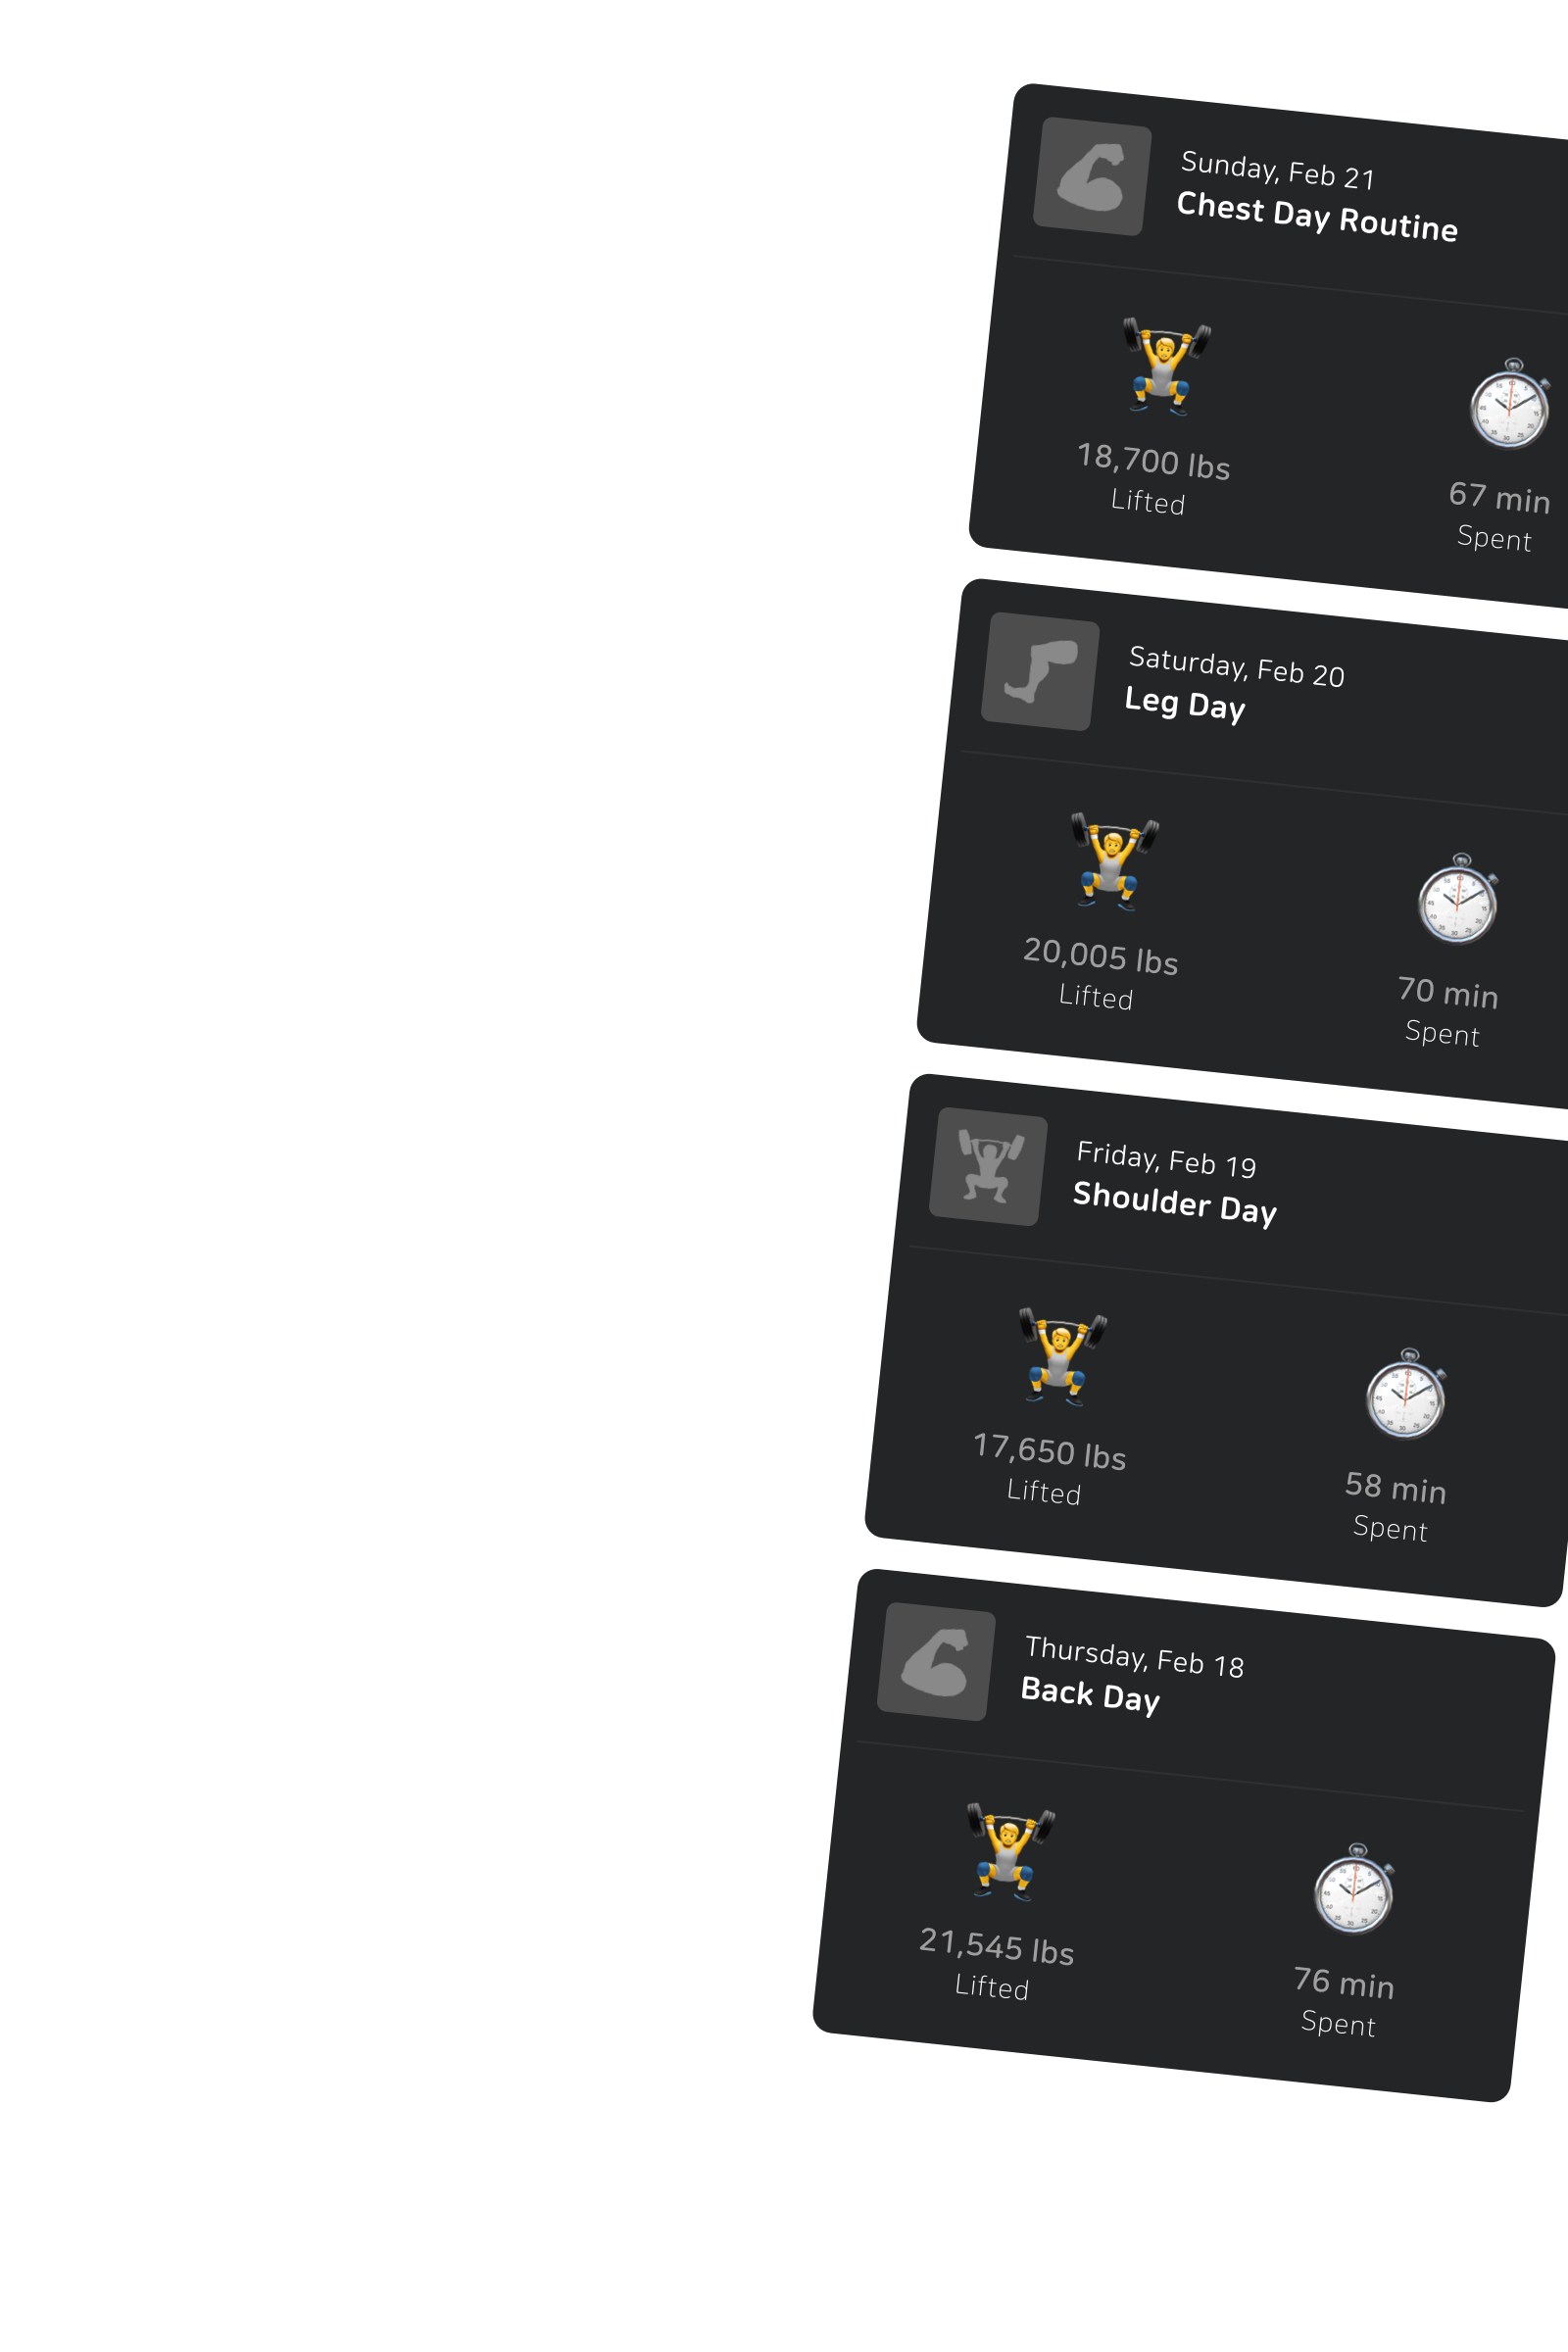 Sunday, Feb 21
Chest Day Routine
18,700 lbs
Lifted
67 min
Spent
Saturday, Feb 20
Leg Day
20,005 lbs
Lifted
70 min
Spent
Friday, Feb 19
Shoulder Day
17,650 lbs
Lifted
58 min
Spent
Thursday, Feb 18
Back Day
21,545 lbs
Lifted
76 min
Spent